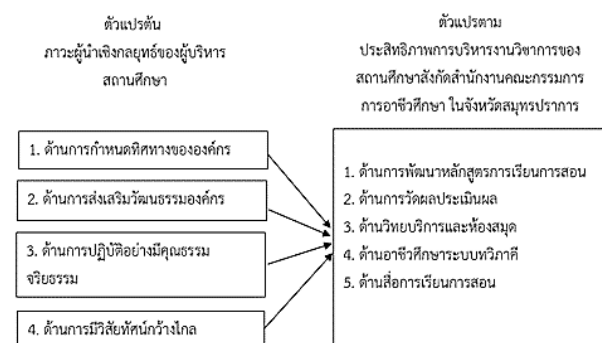 ตัวแปรต้น
ภาวะผู้นำเชิงกลยุทธ์ของผู้บริหาร
สถานศึกษา
1. ด้านการกำหนดทิศทางขององค์กร
2. ด้านการส่งเสริมวัฒนธรรมองค์กร
3. ด้านการปฏิบัติอย่างมีคุณธรรม
จริยธรรม
4. ด้านการมีวิสัยทัศน์กว้างไกล
ตัวแปรตาม
ประสิทธิภาพการบริหารงานวิชาการของ
สถานศึกษาสังกัดสำนักงานคณะกรรมการ
การอาชีวศึกษา ในจังหวัดสมุทรปราการ
1. ด้านการพัฒนาหลักสูตรการเรียนการสอน
2. ด้านการวัดผลประเมินผล
3. ด้านวิทยบริการและห้องสมุด
4. ด้านอาชีวศึกษาระบบทวิภาคี
5. ด้านสื่อการเรียนการสอน